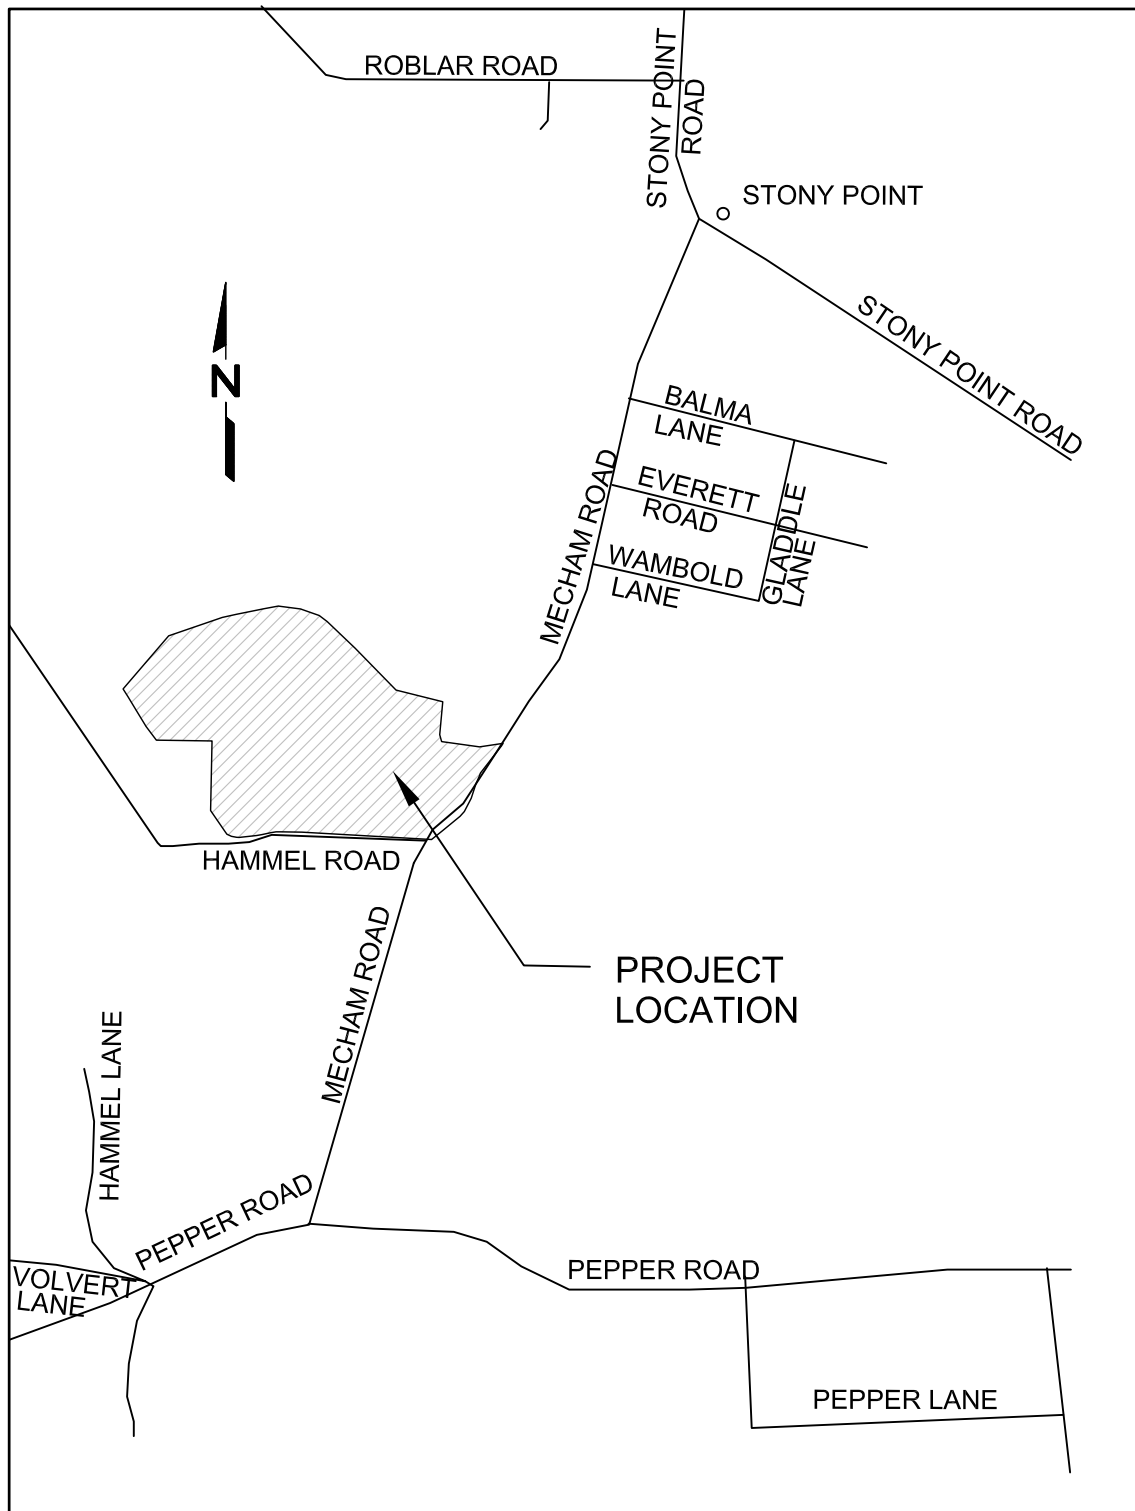 ROBLAR ROAD
STONY POINT
ROAD
STONY POINT
STONY POINT ROAD
N
BALMA
LANE
EVERETT
ROAD
WAMBOLD
LANE
GLADDLE
LANE
MECHAM ROAD
HAMMEL ROAD
PROJECT
LOCATION
MECHAM ROAD
HAMMEL LANE
PEPPER ROAD
VOLVERT
LANE
PEPPER ROAD
PEPPER LANE